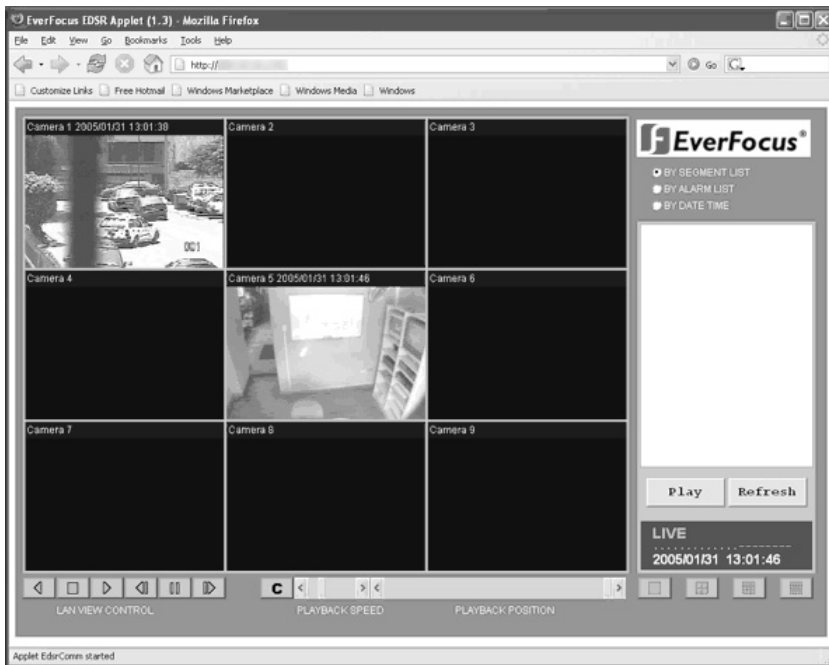 EverFocus EDSR Applet (1.3) - Mozilla Firefox
File Edit View Go Bookmarks Tools Help
http://
Go
Customize Links Free Hotmail Windows Marketplace Windows Media Windows
Camera 1 2005/01/31 13:01:38
Camera 2
Camera 3
001
EverFocus®
BY SEGMENT LIST
BY ALARM LIST
BY DATE TIME
Camera 4
Camera 5 2005/01/31 13:01:46
Camera 6
Camera 7
Camera 8
Camera 9
Play Refresh
LIVE
2005/01/31 13:01:46
C
LAN VIEW CONTROL
PLAYBACK SPEED
PLAYBACK POSITION
Applet EdsrComm started